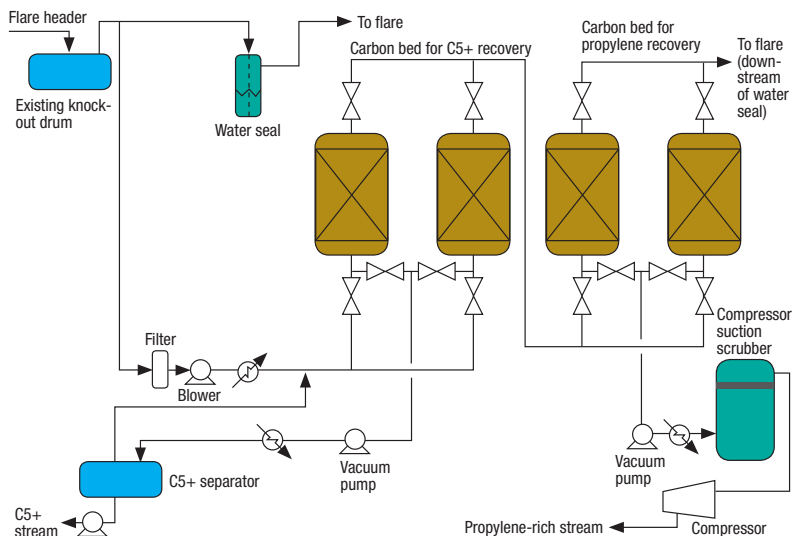 Flare header
Existing knock-
out drum
Water seal
To flare
Carbon bed for C5+ recovery
Carbon bed for
propylene recovery
To flare
(down-
stream
of water
seal)
Filter
Blower
Compressor
suction
scrubber
C5+ separator
Vacuum
pump
Vacuum
pump
C5+
stream
Propylene-rich stream
Compressor